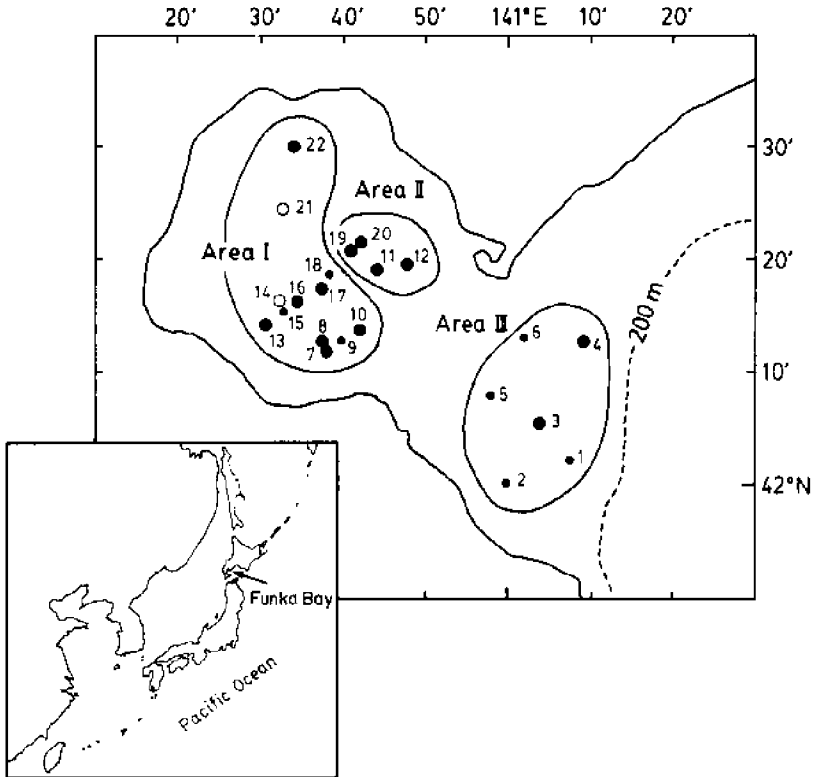 20' 30' 40' 50' 141°E 10' 20'
22
30'
21
Area II
Area I
19 20
11 12
20'
18
14 16 17
15
10
Area III
6
200 m
13
8
7 9
4
10'
5
3
1
2
42°N
Funka Bay
Pacific Ocean